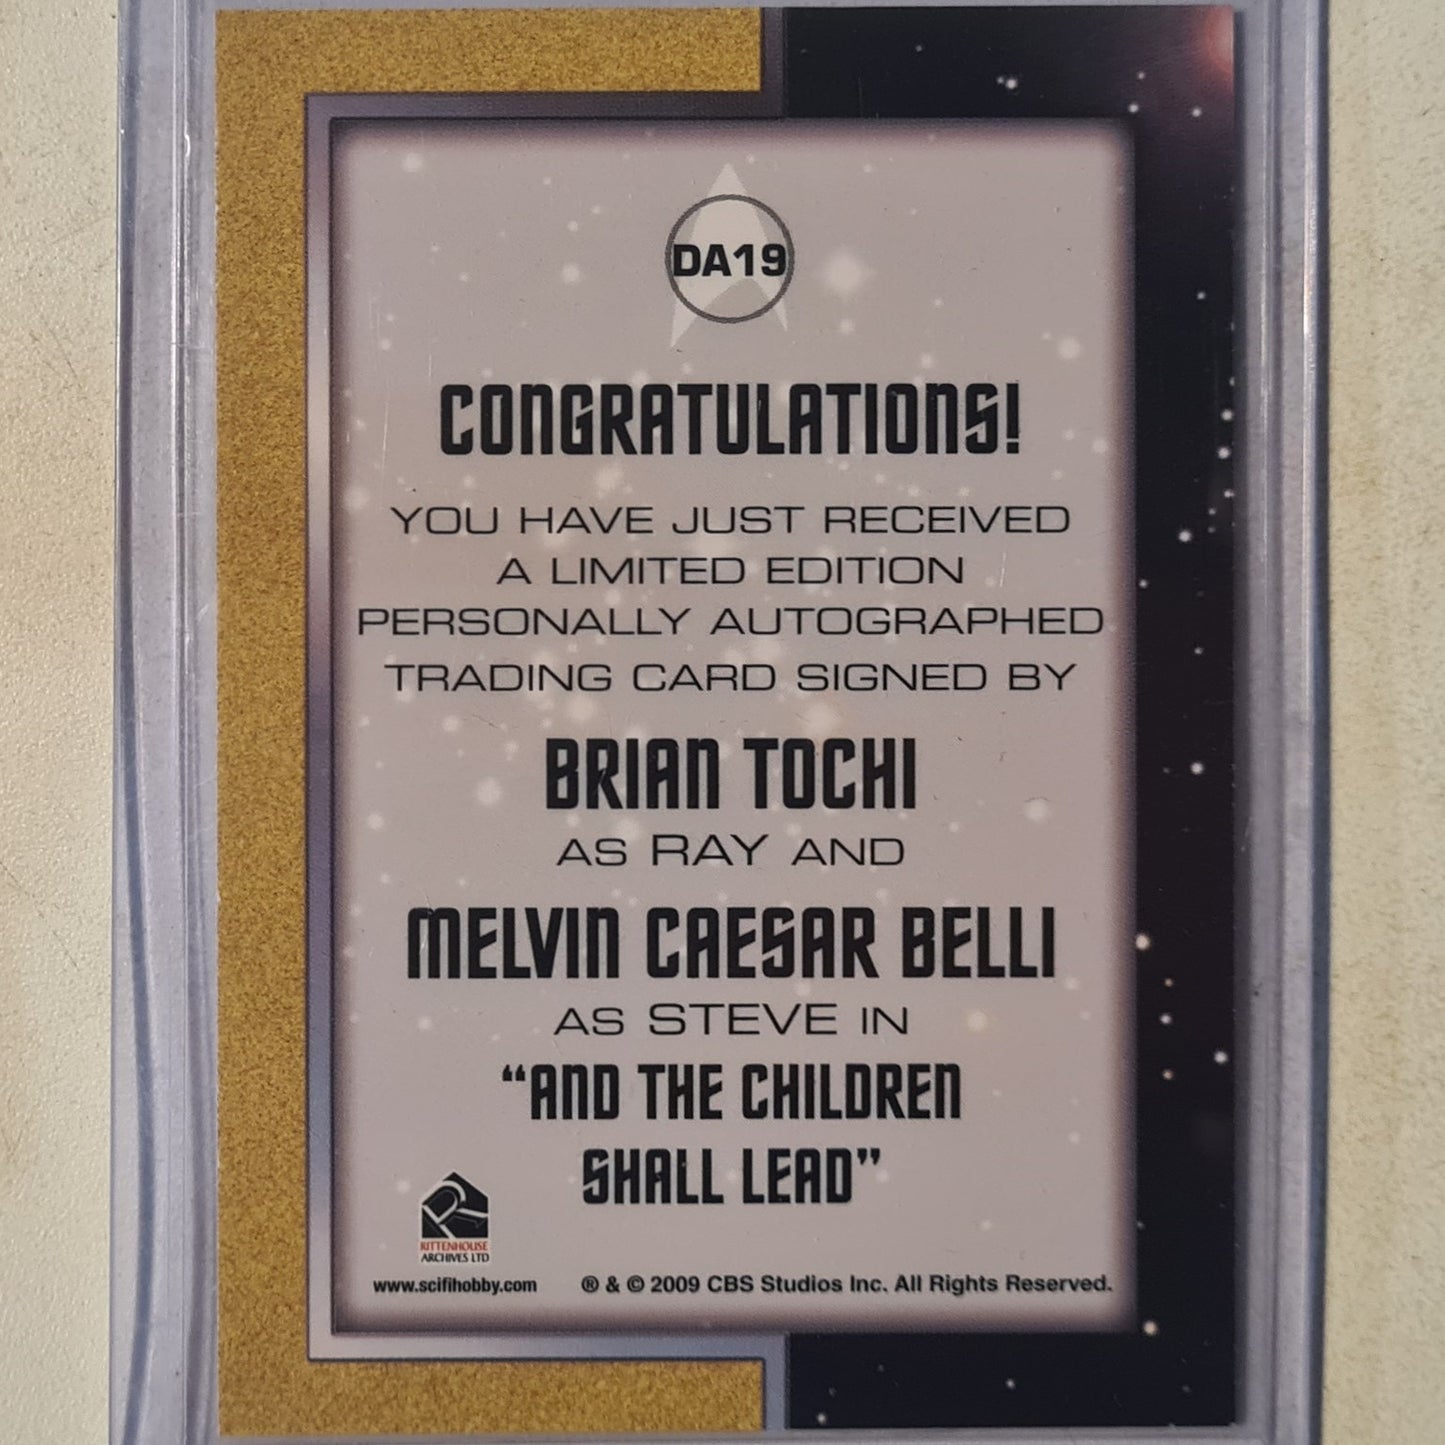 DA19
CONGRATULATIONS!
YOU HAVE JUST RECEIVED
A LIMITED EDITION
PERSONALLY AUTOGRAPHED
TRADING CARD SIGNED BY
BRIAN TOCHI
AS RAY AND
MELVIN CAESAR BELLI
AS STEVE IN
“AND THE CHILDREN
SHALL LEAD”
RITTENHOUSE
ARCHIVES LTD
www.scifihobby.com ® & © 2009 CBS Studios Inc. All Rights Reserved.